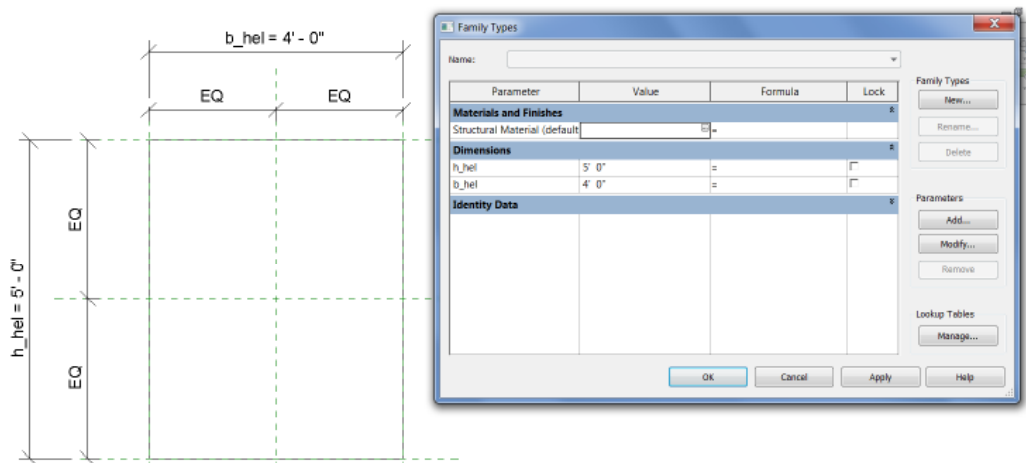 b_hel = 4' - 0"
EQ EQ
EQ
h_hel = 5' - 0"
EQ
Family Types
Name:
Parameter Value Formula Lock
Materials and Finishes
Structural Material (default =
Dimensions
h_hel 5' 0" =
b_hel 4' 0" =
Identity Data
Family Types
New...
Rename...
Delete
Parameters
Add...
Modify...
Remove
Lookup Tables
Manage...
OK Cancel Apply Help